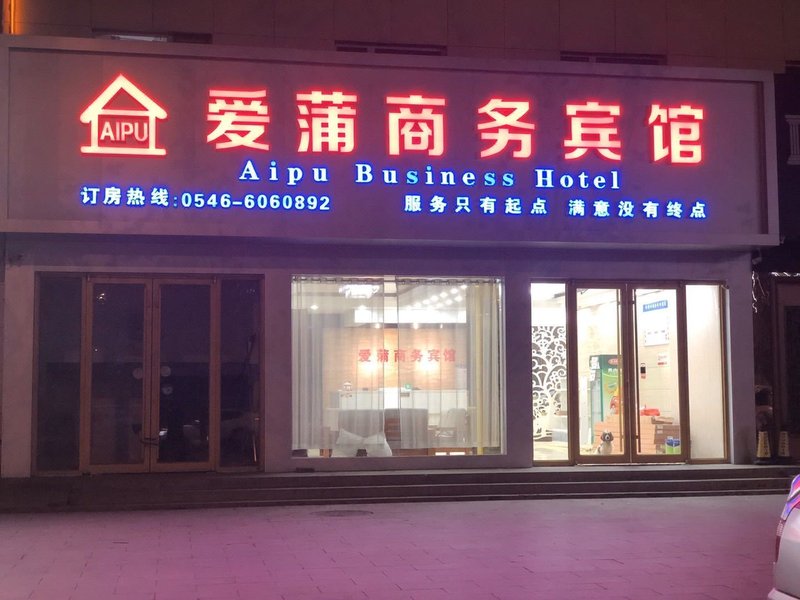 AIPU
爱蒲商务宾馆
Aipu Business Hotel
订房热线:0546-6060892 服务只有起点 满意没有终点
爱蒲商务宾馆